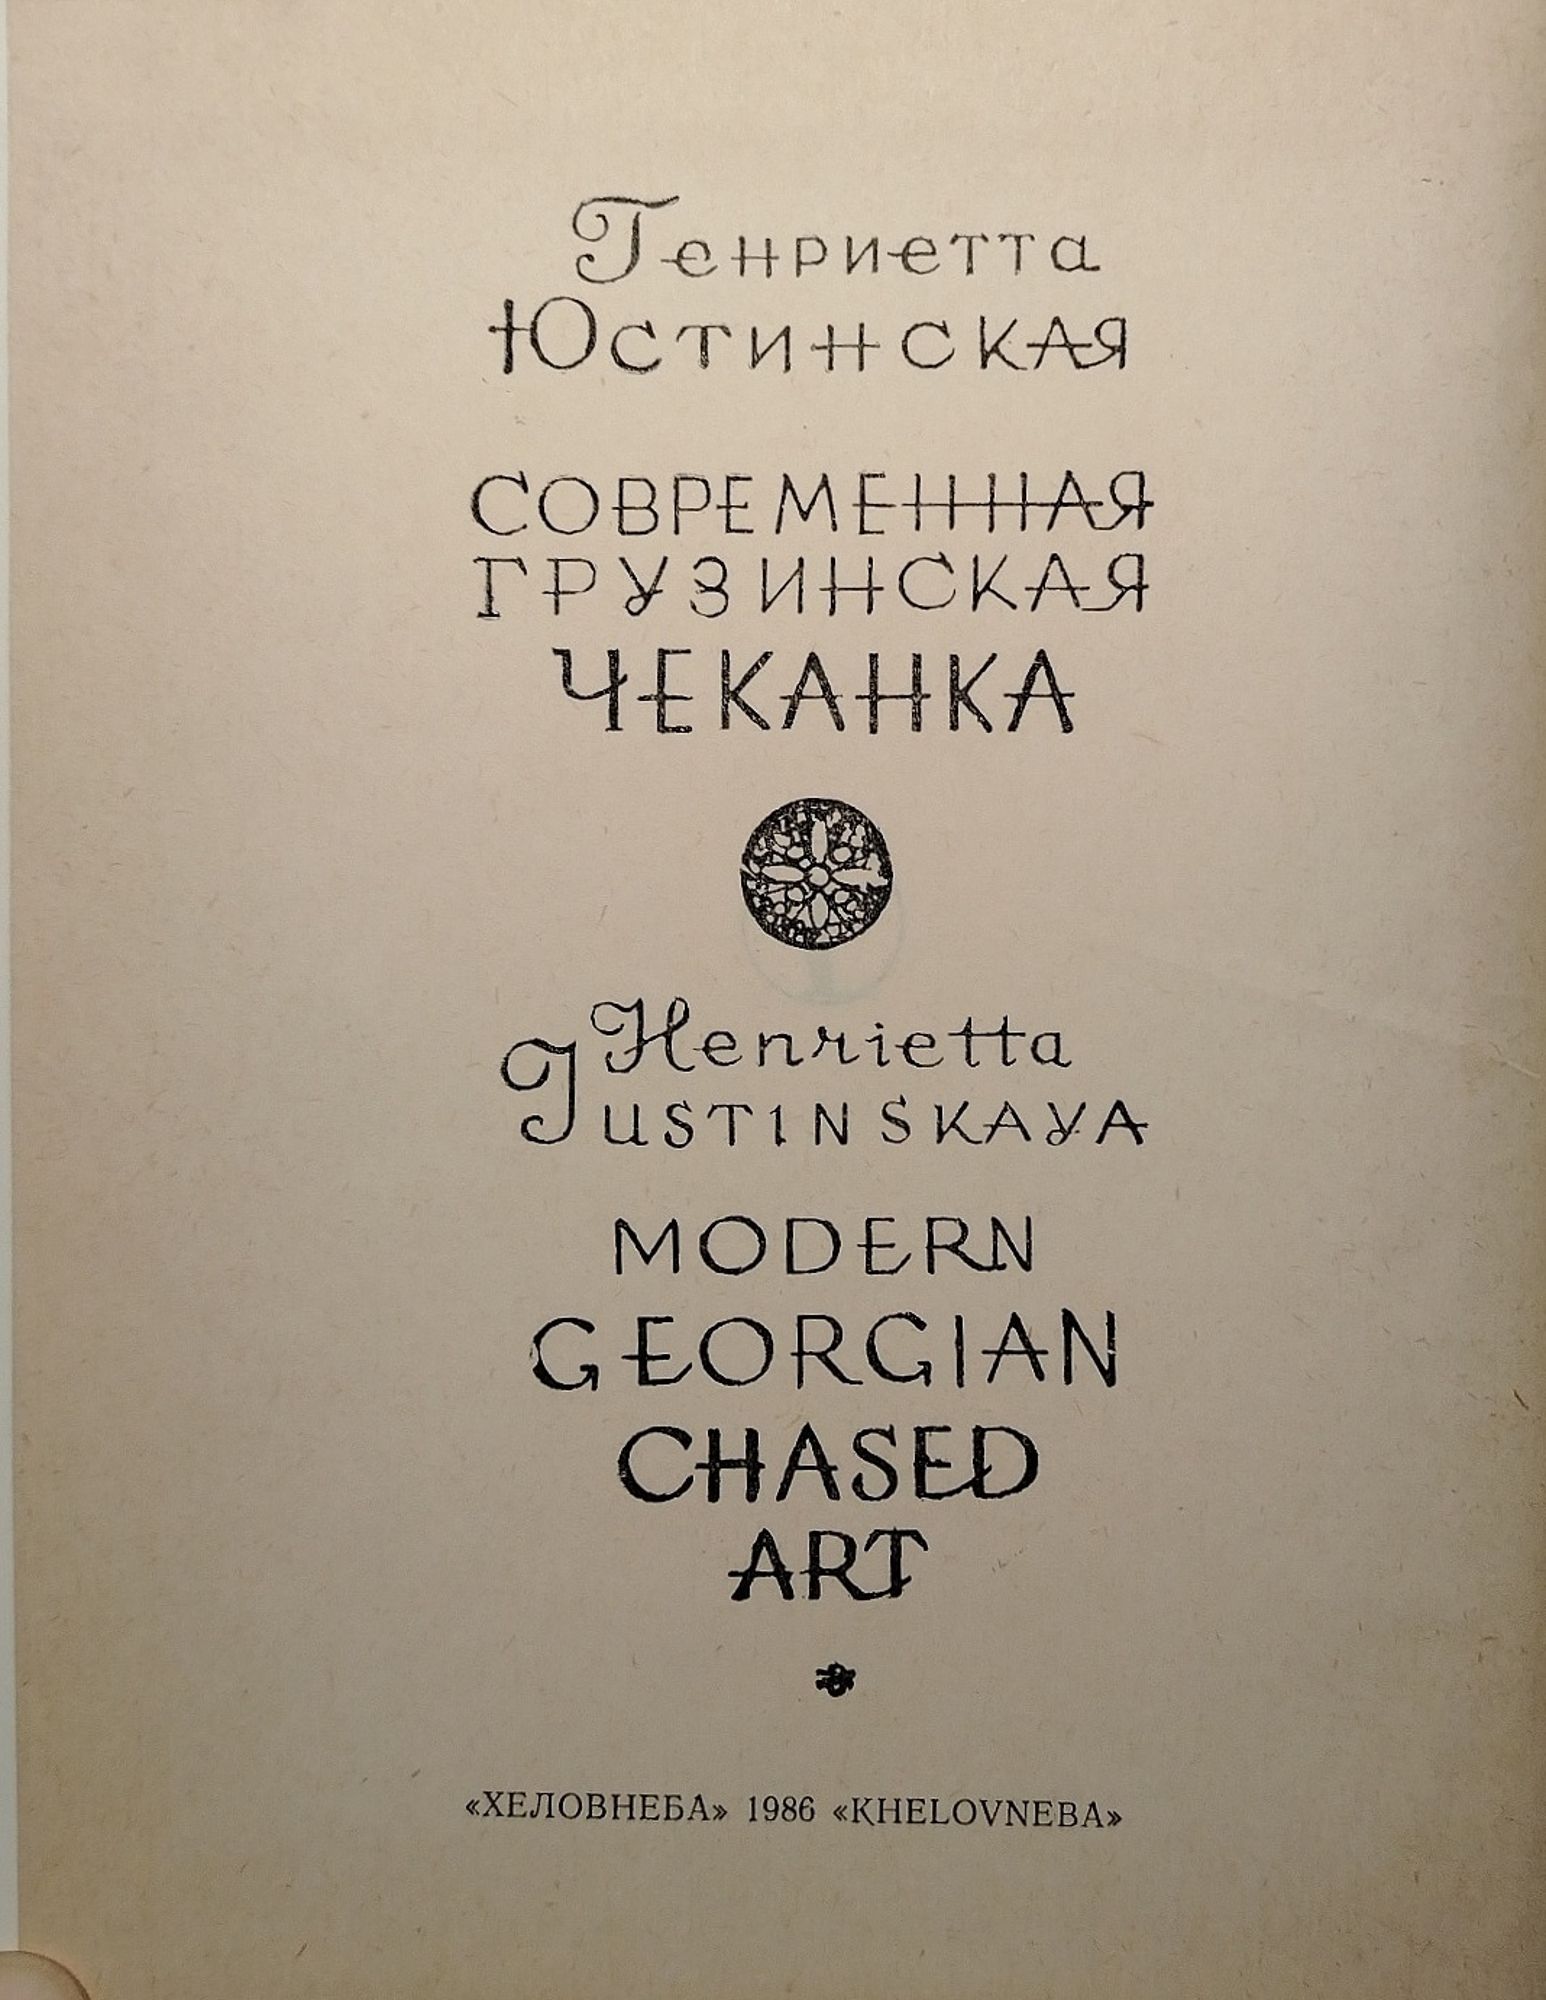 Генриетта
Юстинская
СОВРЕМЕННАЯ
ГРУЗИНСКАЯ
ЧЕКАНКА
Henrietta
JUSTINSKAYA
MODERN
GEORGIAN
CHASED
ART
«ХЕЛОВНЕБА» 1986 «KHELOVNEBA»